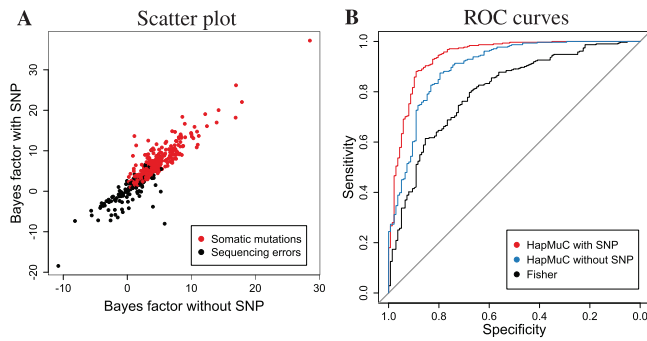 A
Scatter plot
Bayes factor with SNP
30
20
10
0
-10
-20
-10
0
10
20
30
Bayes factor without SNP
Somatic mutations
Sequencing errors
B
ROC curves
Sensitivity
1.0
0.8
0.6
0.4
0.2
0.0
1.0
0.8
0.6
0.4
0.2
0.0
Specificity
HapMuC with SNP
HapMuC without SNP
Fisher